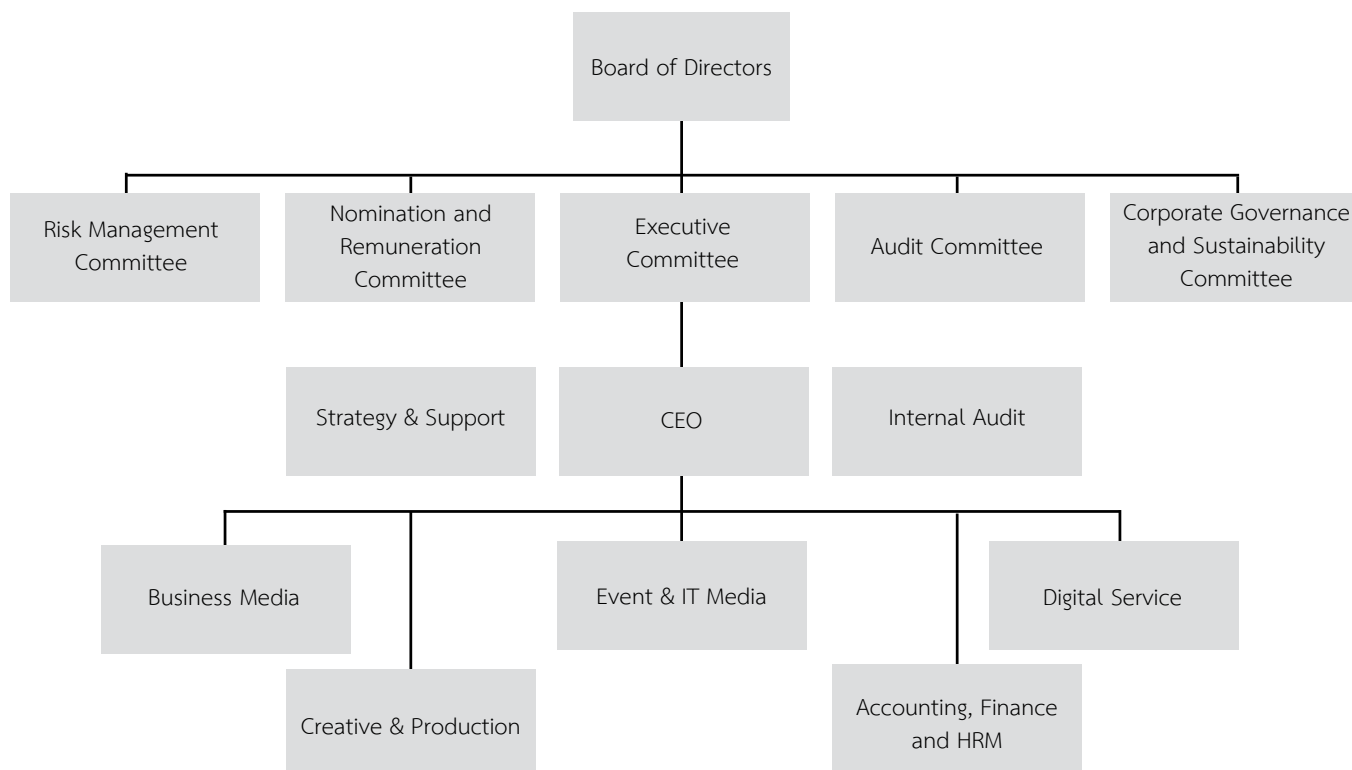 Board of Directors
Risk Management
Committee
Nomination and
Remuneration
Committee
Executive
Committee
Audit Committee
Corporate Governance
and Sustainability
Committee
Strategy & Support
CEO
Internal Audit
Business Media
Event & IT Media
Digital Service
Creative & Production
Accounting, Finance
and HRM